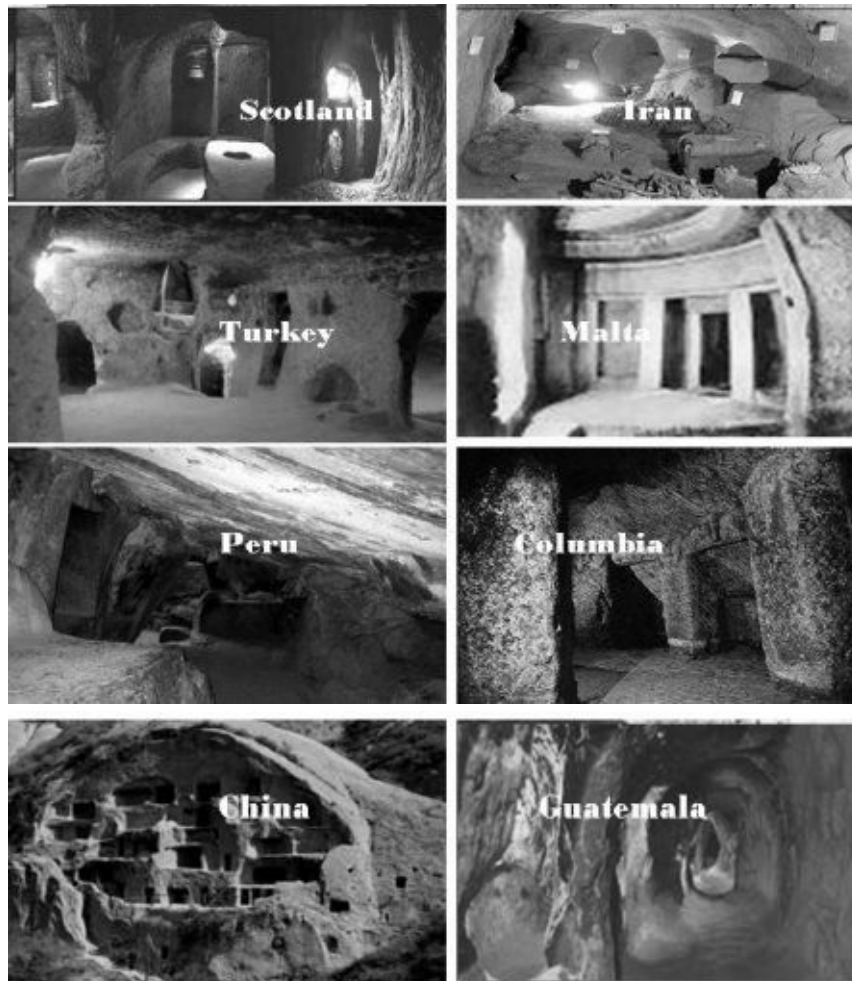 Scotland
Iran
Turkey
Malta
Peru
Columbia
China
Guatemala